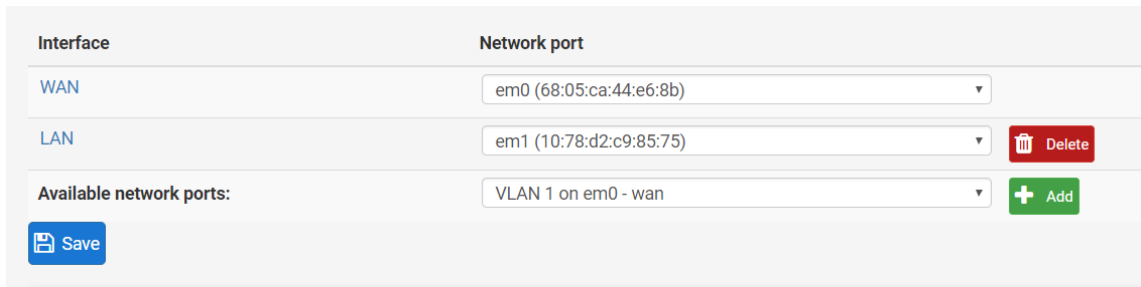 Interface Network port
WAN em0 (68:05:ca:44:e6:8b)
LAN em1 (10:78:d2:c9:85:75) Delete
Available network ports: VLAN 1 on em0 - wan Add
Save